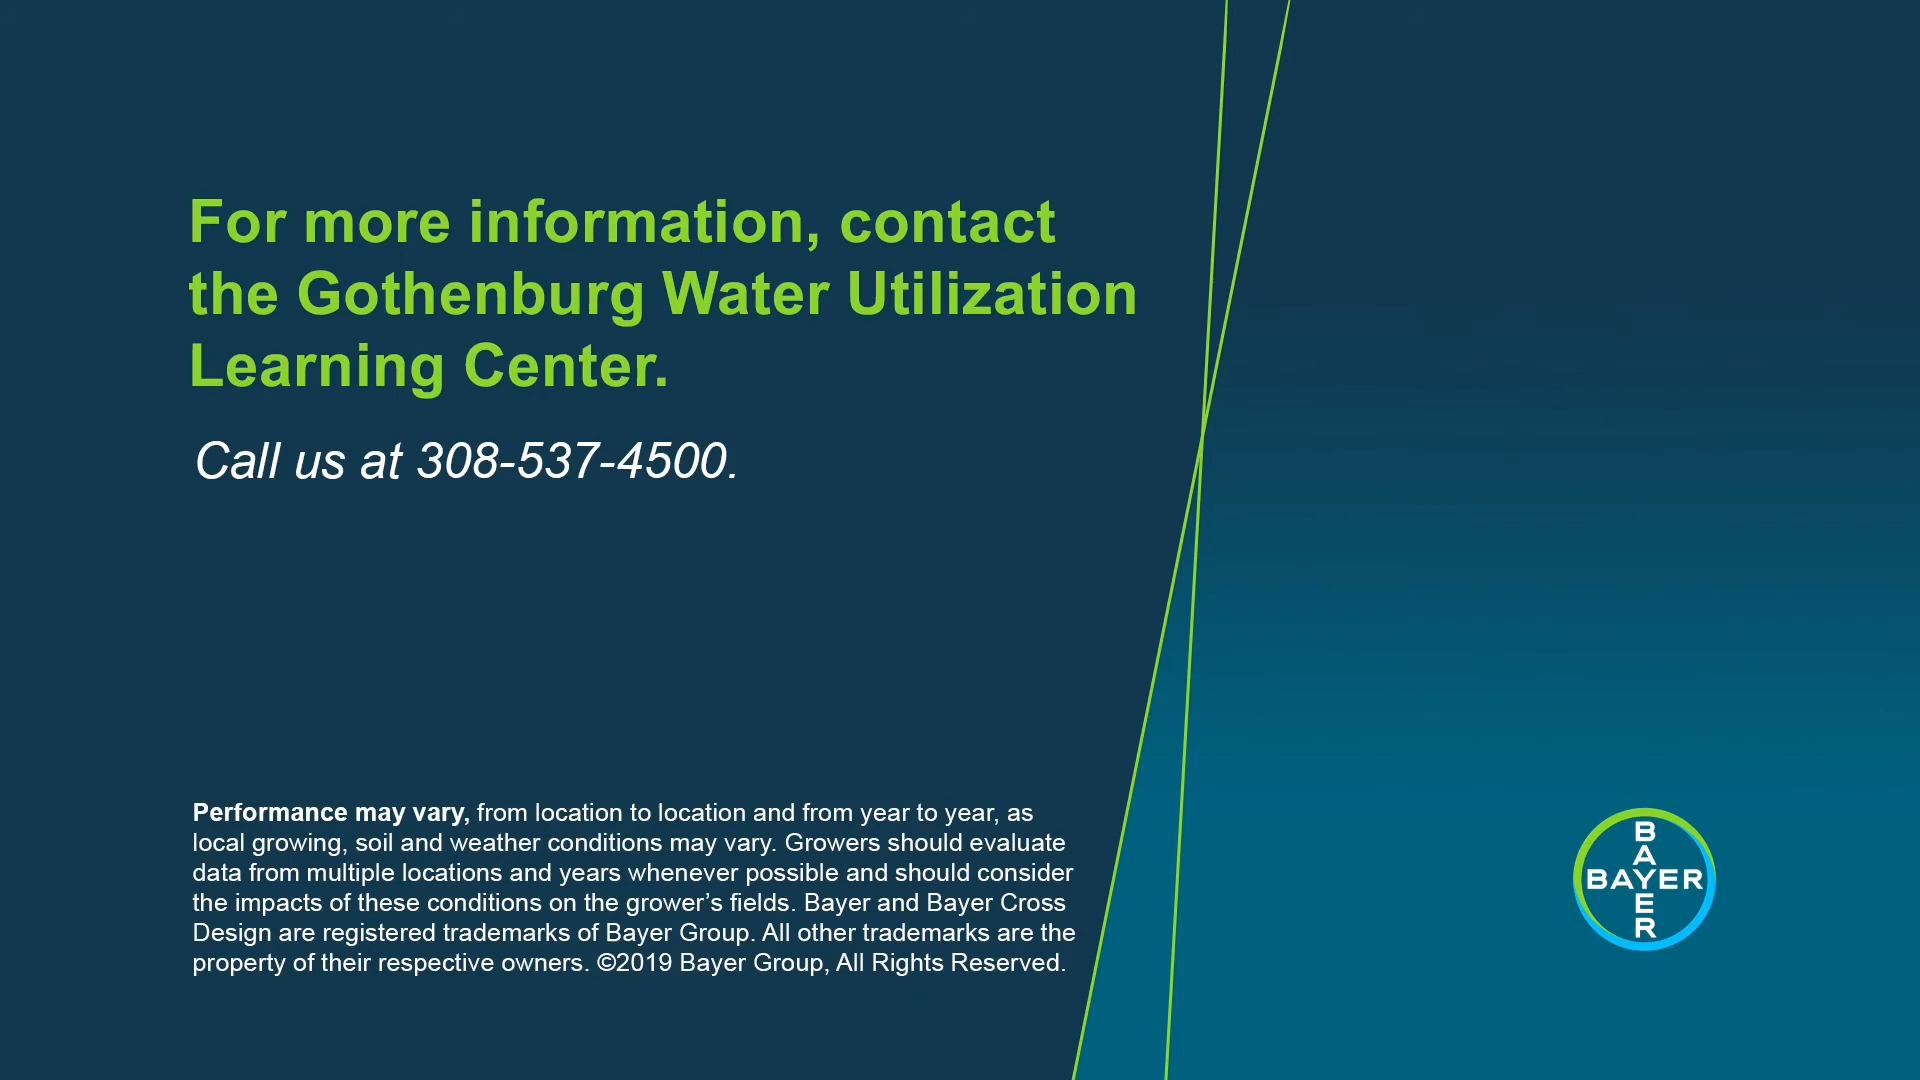 For more information, contact
the Gothenburg Water Utilization
Learning Center.
Call us at 308-537-4500.
Performance may vary, from location to location and from year to year, as
local growing, soil and weather conditions may vary. Growers should evaluate
data from multiple locations and years whenever possible and should consider
the impacts of these conditions on the grower’s fields. Bayer and Bayer Cross
Design are registered trademarks of Bayer Group. All other trademarks are the
property of their respective owners. ©2019 Bayer Group, All Rights Reserved.
BAYER
BAYER